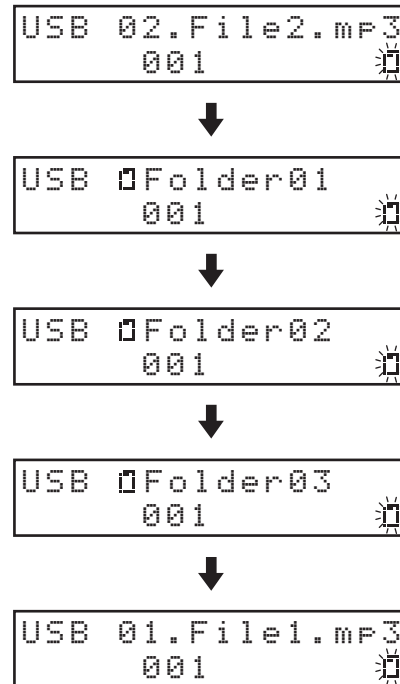 USB 02.File2.mp3
001
USB Folder01
001
USB Folder02
001
USB Folder03
001
USB 01.File1.mp3
001